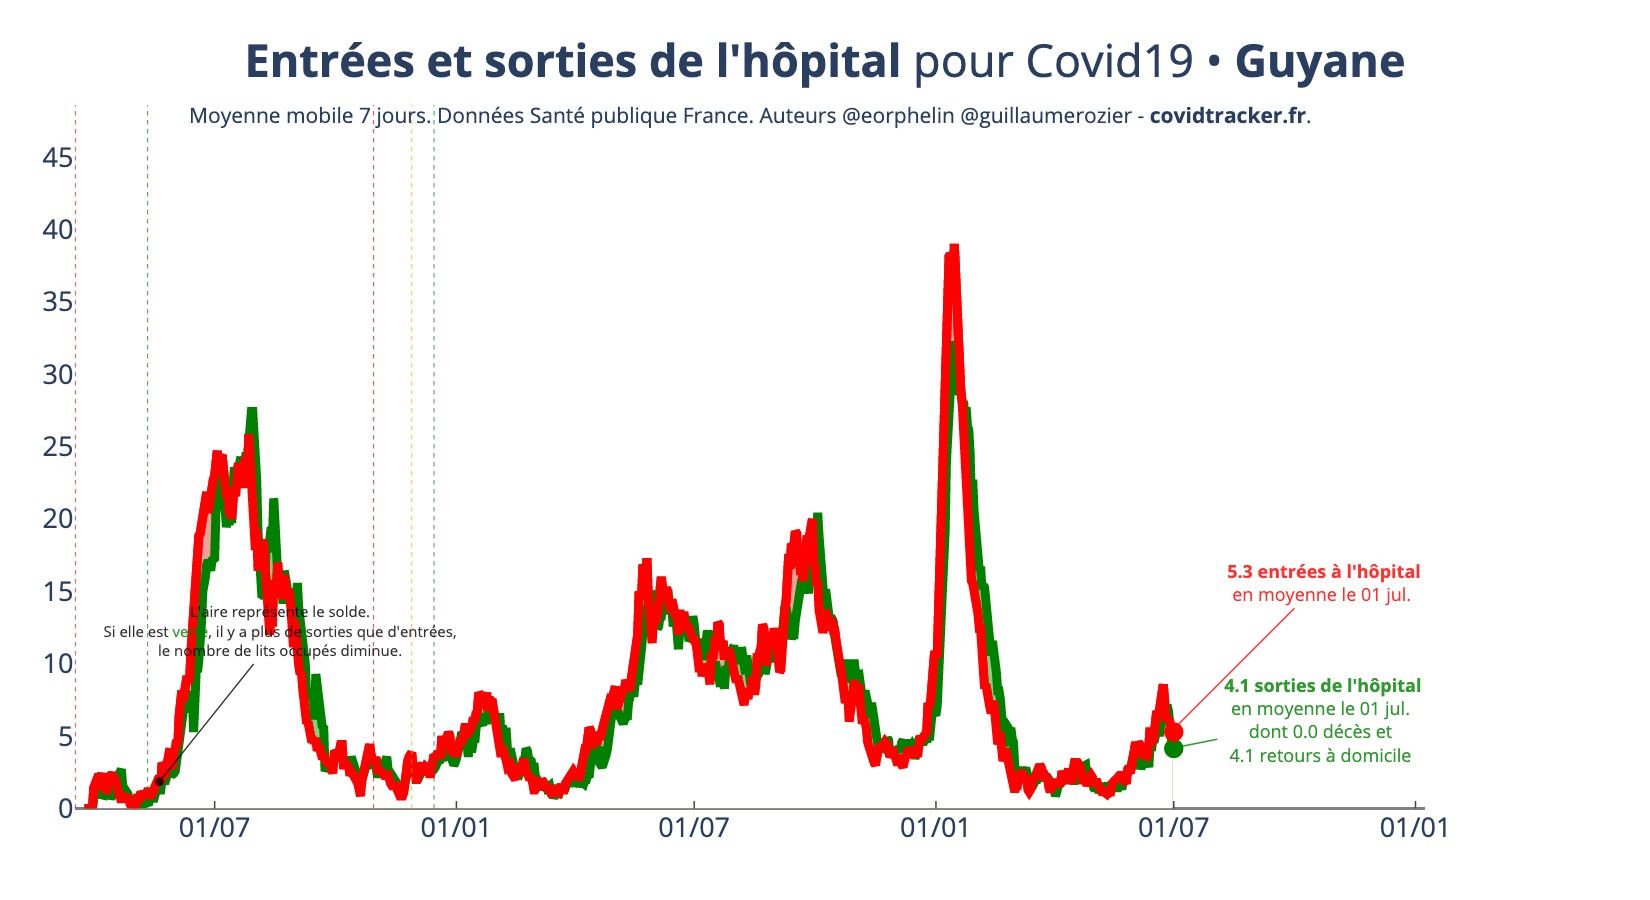 Entrées et sorties de l'hôpital pour Covid19 • Guyane
Moyenne mobile 7 jours. Données Santé publique France. Auteurs @eorphelin @guillaumerozier - covidtracker.fr.
45
40
35
30
25
20
15
10
5
0
L'aire représente le solde.
Si elle est verte, il y a plus de sorties que d'entrées,
le nombre de lits occupés diminue.
5.3 entrées à l'hôpital
en moyenne le 01 jul.
4.1 sorties de l'hôpital
en moyenne le 01 jul.
dont 0.0 décès et
4.1 retours à domicile
01/07
01/01
01/07
01/01
01/07
01/01